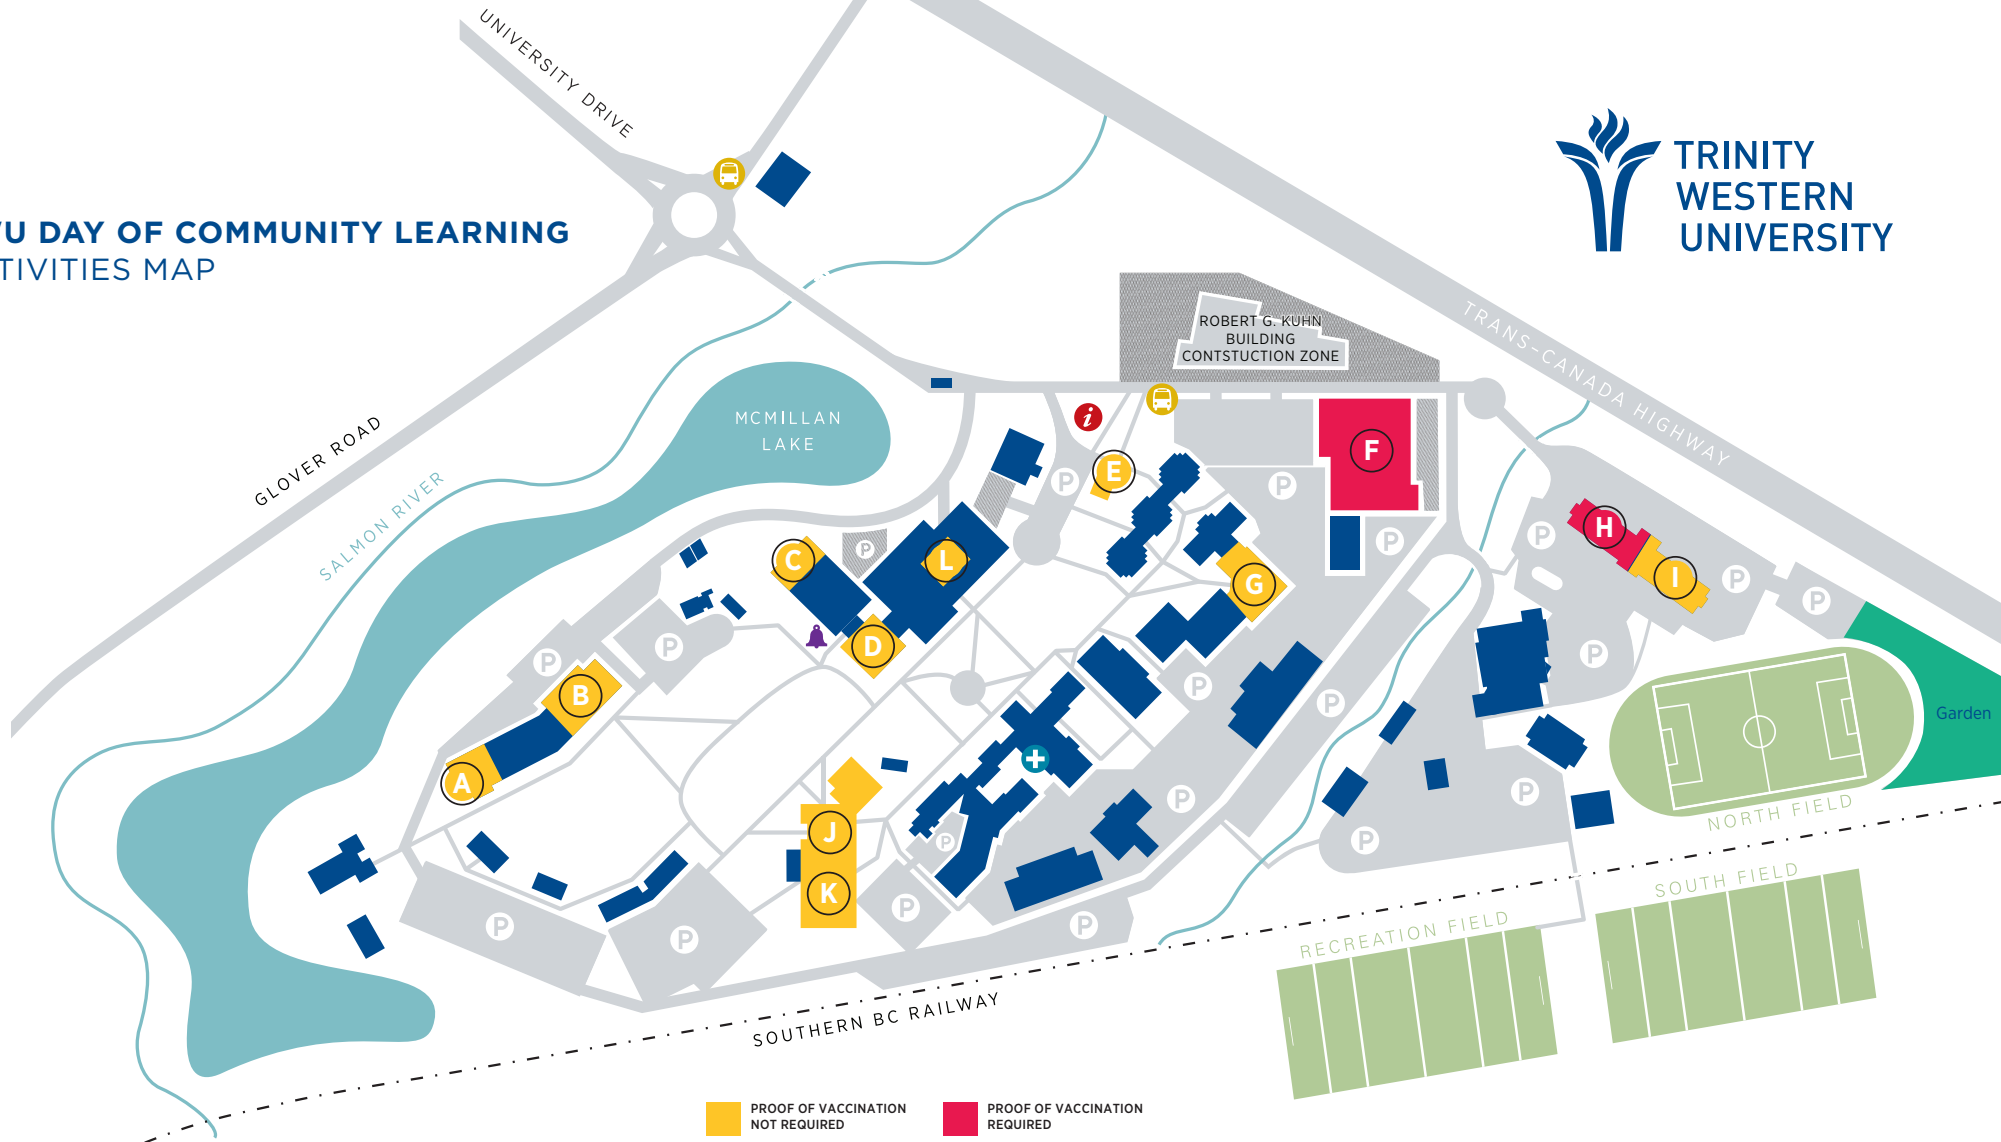 UNIVERSITY DRIVE
TRINITY
WESTERN
UNIVERSITY
U DAY OF COMMUNITY LEARNING
TIVITIES MAP
TRANS-CANADA HIGHWAY
ROBERT G. KUHN
BUILDING
CONTSTUCTION ZONE
GLOVER ROAD
SALMON RIVER
MCMILLAN
LAKE
i
E
F
P
P
H
P
P
C
P
L
G
I
P
P
D
P
P
B
P
P
P
Garden
A
P
P
J
P
P
NORTH FIELD
K
P
P
P
P
SOUTH FIELD
RECREATION FIELD
SOUTHERN BC RAILWAY
PROOF OF VACCINATION
NOT REQUIRED
PROOF OF VACCINATION
REQUIRED